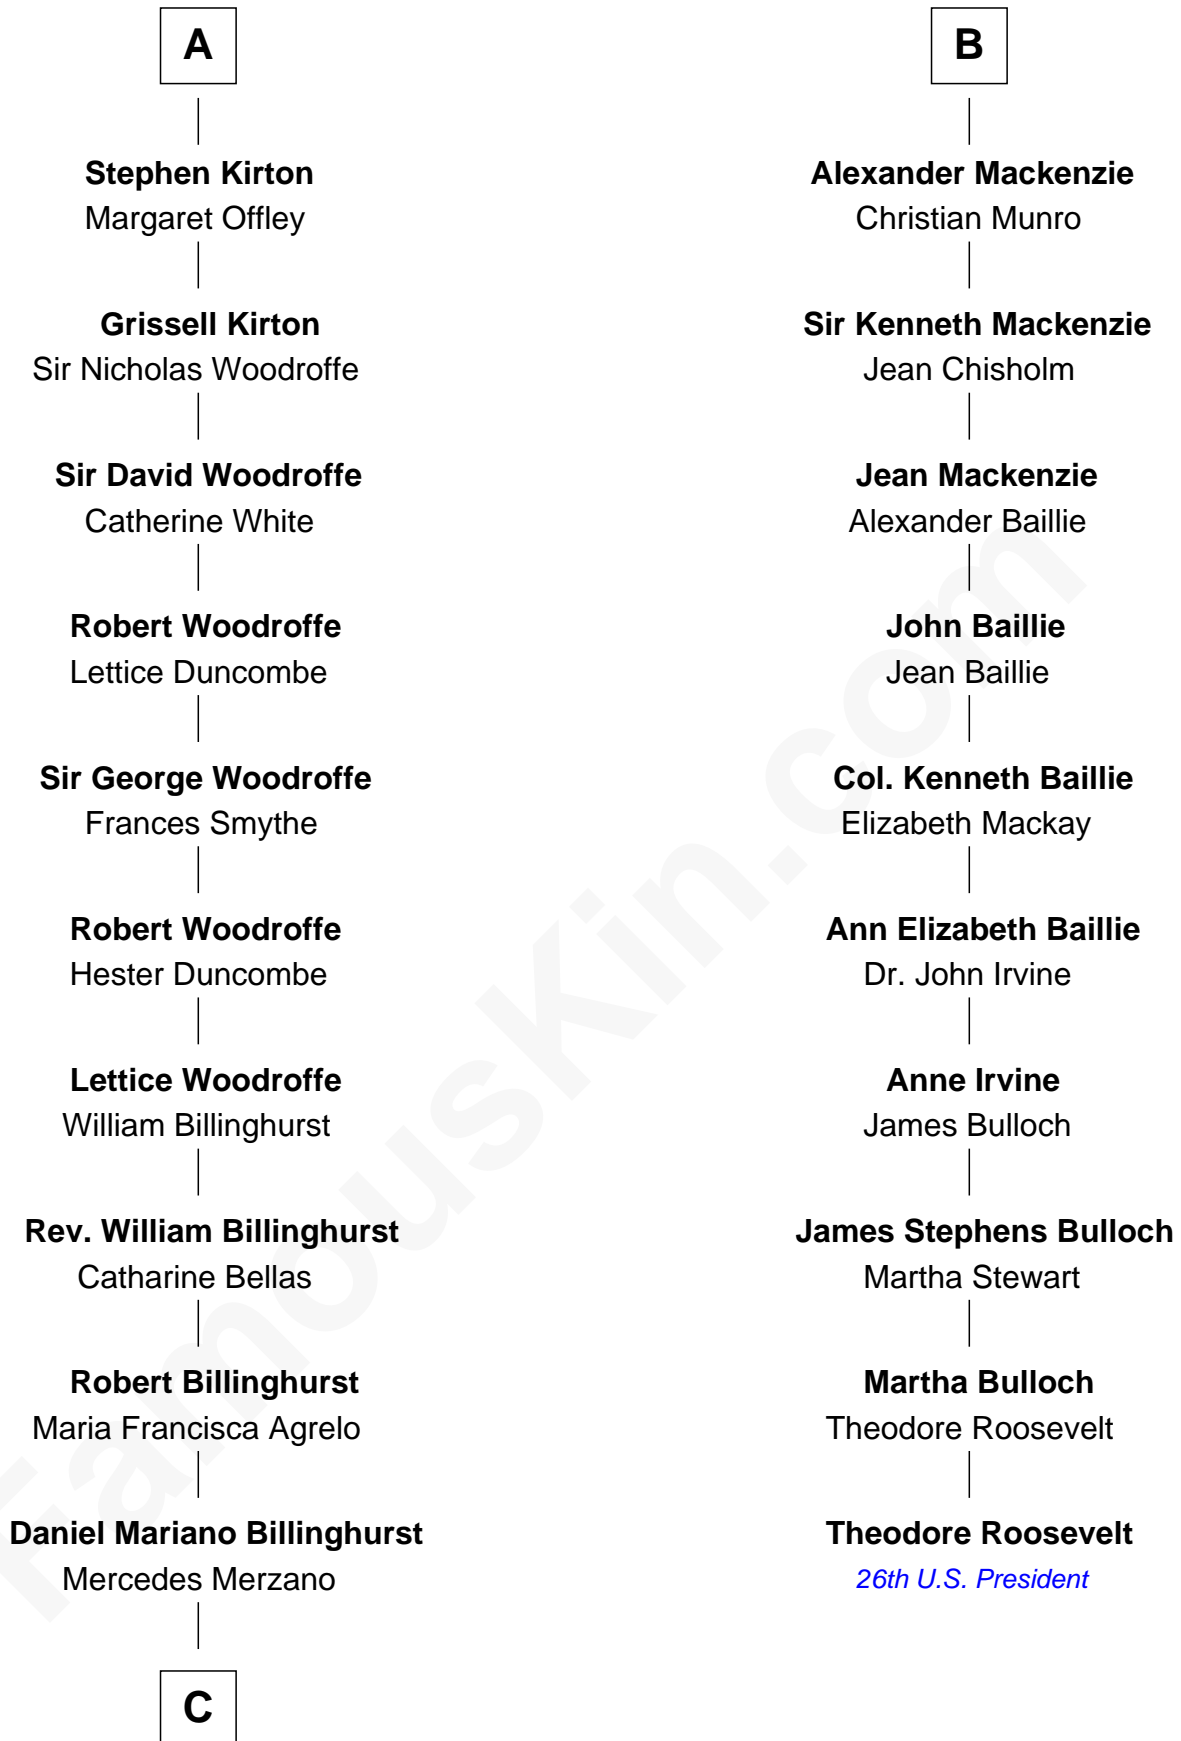 A
Stephen Kirton
Margaret Offley
Grissell Kirton
Sir Nicholas Woodroffe
Sir David Woodroffe
Catherine White
Robert Woodroffe
Lettice Duncombe
Sir George Woodroffe
Frances Smythe
Robert Woodroffe
Hester Duncombe
Lettice Woodroffe
William Billinghurst
Rev. William Billinghurst
Catharine Bellas
Robert Billinghurst
Maria Francisca Agrelo
Daniel Mariano Billinghurst
Mercedes Merzano
C
B
Alexander Mackenzie
Christian Munro
Sir Kenneth Mackenzie
Jean Chisholm
Jean Mackenzie
Alexander Baillie
John Baillie
Jean Baillie
Col. Kenneth Baillie
Elizabeth Mackay
Ann Elizabeth Baillie
Dr. John Irvine
Anne Irvine
James Bulloch
James Stephens Bulloch
Martha Stewart
Martha Bulloch
Theodore Roosevelt
Theodore Roosevelt
26th U.S. President
FamousKin.com